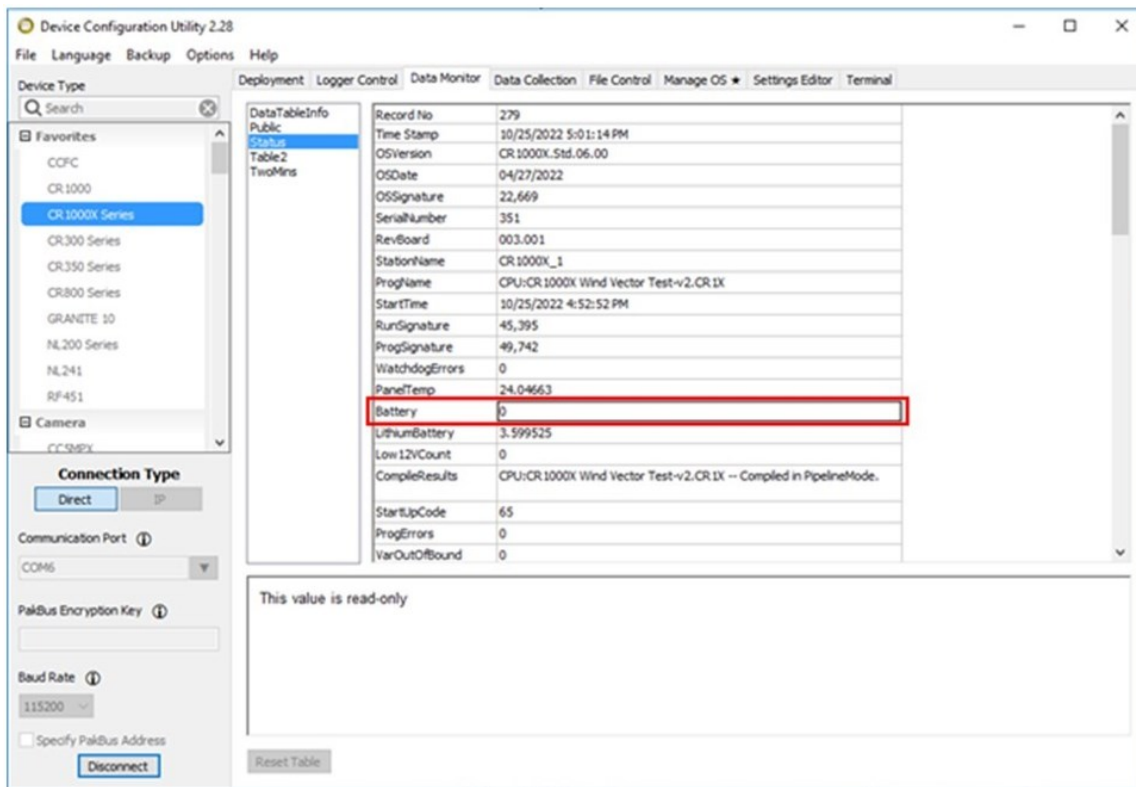 Device Configuration Utility 2.28
File Language Backup Options Help
Device Type
Search
Favorites
CCFC
CR1000
CR1000X Series
CR300 Series
CR350 Series
CR800 Series
GRANITE 10
NL200 Series
NL241
RF451
Camera
CC5MPX
Connection Type
Direct IP
Communication Port
COM6
PakBus Encryption Key
Baud Rate
115200
Specify PakBus Address
Disconnect
Deployment Logger Control Data Monitor Data Collection File Control Manage OS ★ Settings Editor Terminal
DataTableInfo
Public
Status
Table2
TwoMins
Record No 279
Time Stamp 10/25/2022 5:01:14 PM
OSVersion CR1000X.Std.06.00
OSDate 04/27/2022
OSSignature 22,669
SerialNumber 351
RevBoard 003.001
StationName CR1000X_1
ProgName CPU:CR1000X Wind Vector Test-v2.CR1X
StartTime 10/25/2022 4:52:52 PM
RunSignature 45,395
ProgSignature 49,742
WatchdogErrors 0
PanelTemp 24.04663
Battery 0
LithiumBattery 3.599525
Low12VCount 0
CompileResults CPU:CR1000X Wind Vector Test-v2.CR1X -- Compiled in PipelineMode.
StartUpCode 65
ProgErrors 0
VarOutOfBound 0
This value is read-only
Reset Table